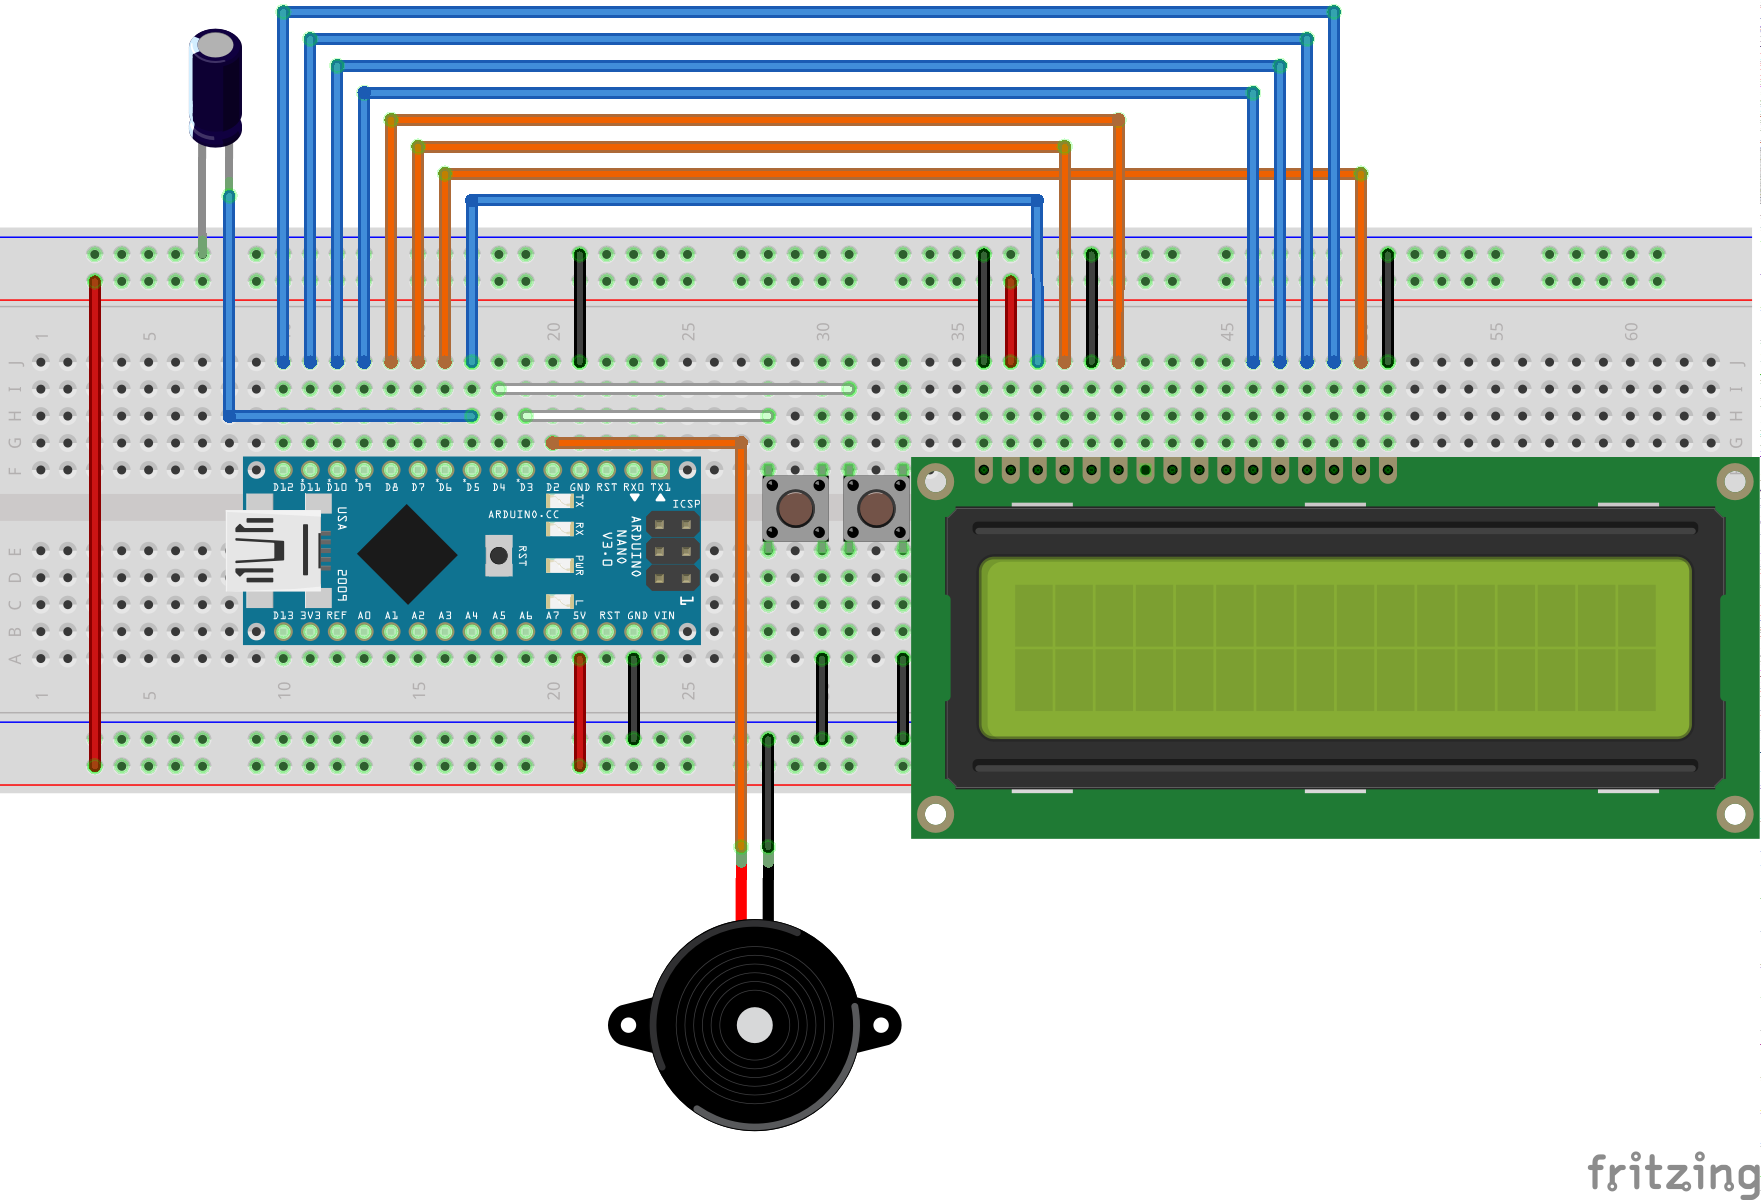 1 5 20 25 30 35 45 55 60
J J
I I
H H
G G
F
D12 D11 D10 D9 D8 D7 D6 D5 D4 D3 D2 GND RST RX0 TX1
TX ICSP
USA ARDUINO.CC
RX ARDUINO
NANO
V3.0
RST
PWR
2009
L 1
E
D
C
B
A
D13 3V3 REF A0 A1 A2 A3 A4 A5 A6 A7 5V RST GND VIN
1 5 10 15 20 25
fritzing